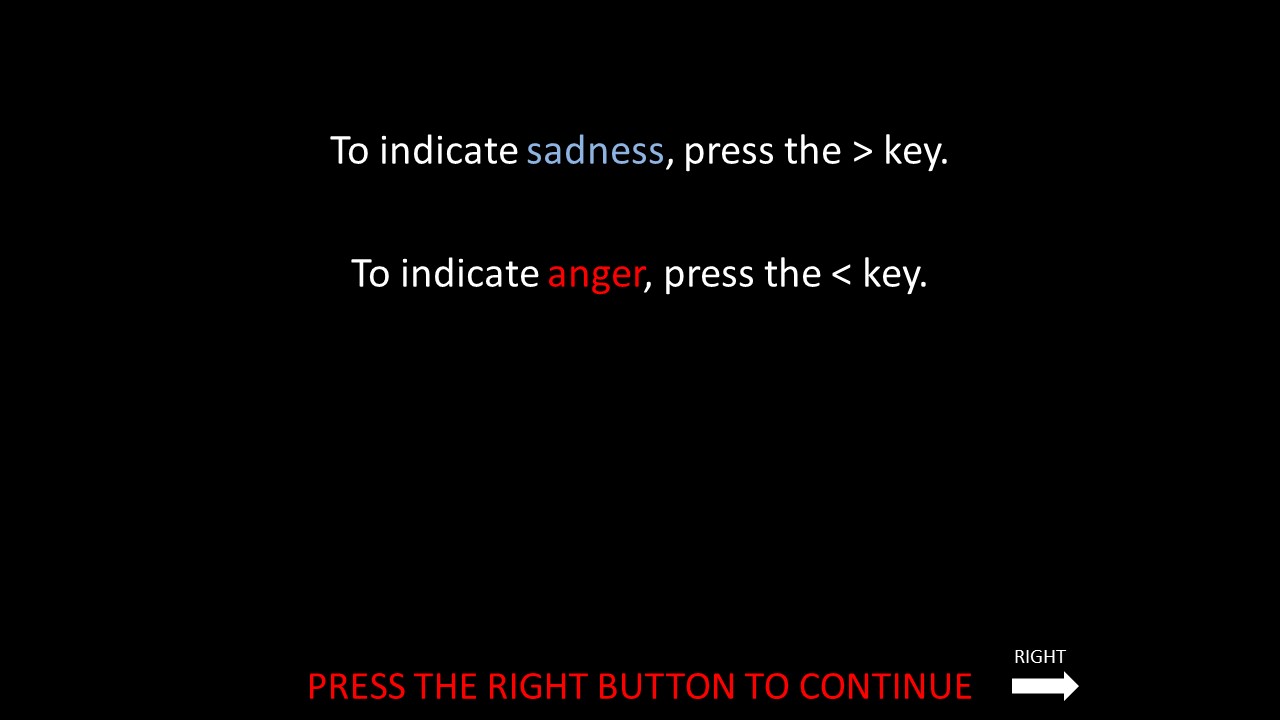 To indicate sadness, press the > key.
To indicate anger, press the < key.
RIGHT
PRESS THE RIGHT BUTTON TO CONTINUE